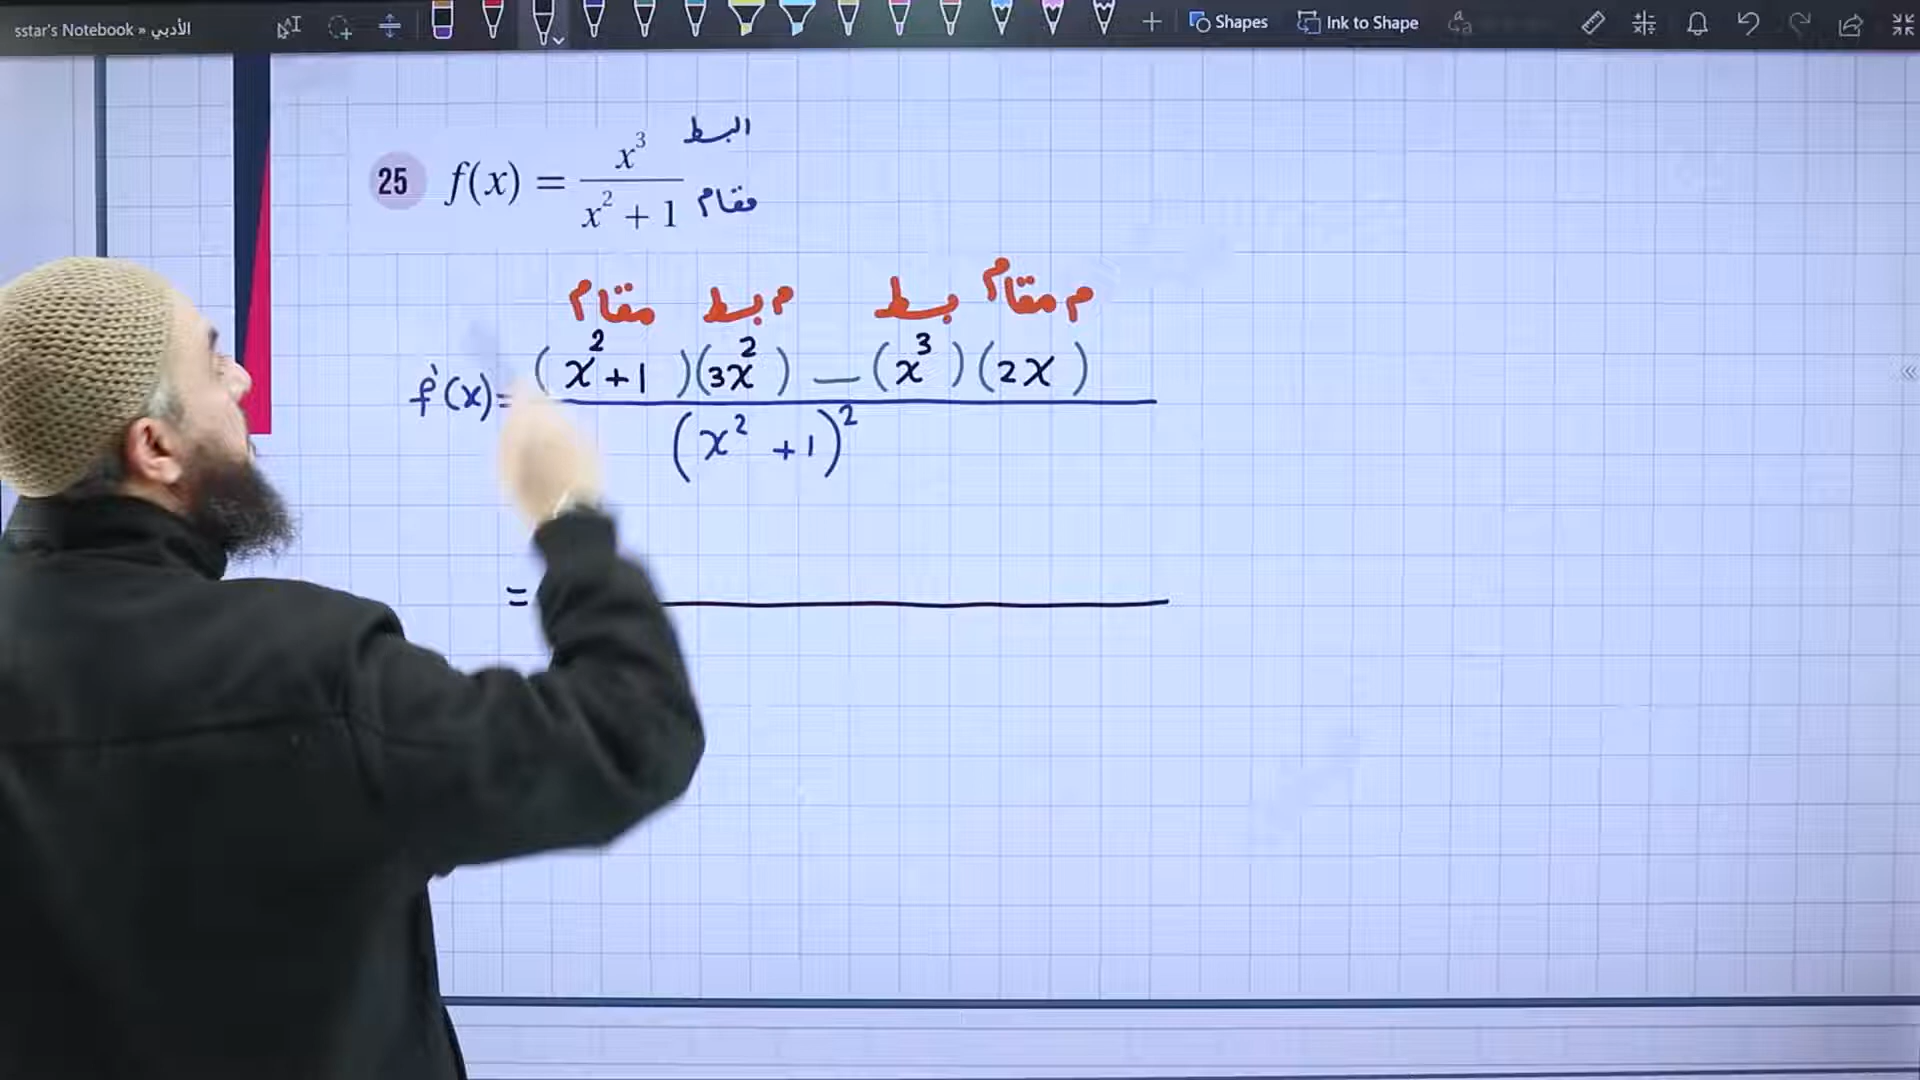 sstar's Notebook » الأدبي
Shapes
Ink to Shape
25 f(x) = x³ / (x² + 1)
البسط
مقام
مقام م بسط بسط م مقام
f'(x) = (x² + 1)(3x²) — (x³)(2x)
(x² + 1)²
=